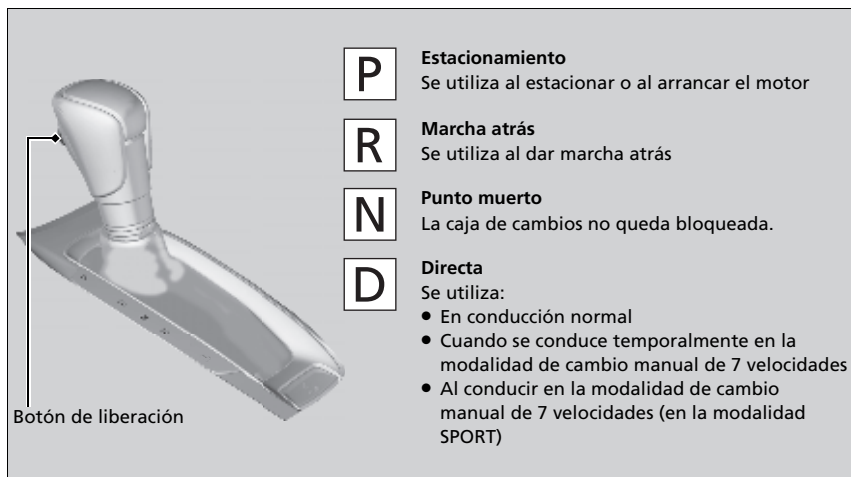 P
Estacionamiento
Se utiliza al estacionar o al arrancar el motor
R
Marcha atrás
Se utiliza al dar marcha atrás
N
Punto muerto
La caja de cambios no queda bloqueada.
D
Directa
Se utiliza:
● En conducción normal
● Cuando se conduce temporalmente en la
modalidad de cambio manual de 7 velocidades
● Al conducir en la modalidad de cambio
manual de 7 velocidades (en la modalidad
SPORT)
Botón de liberación